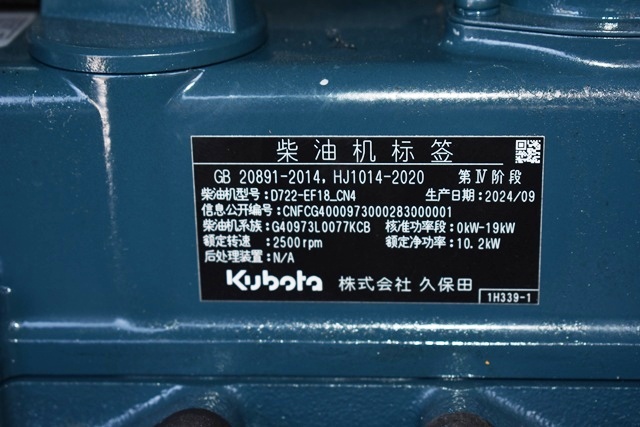 柴油机标签
GB 20891-2014, HJ1014-2020 第Ⅳ阶段
柴油机型号: D722-EF18_CN4 生产日期: 2024/09
信息公开编号: CNFCG4000973000283000001
柴油机系族: G40973L0077KCB 核准功率段: 0kW-19kW
额定转速 : 2500rpm 额定净功率: 10.2kW
后处理装置: N/A
Kubota 株式会社 久保田
1H339-1